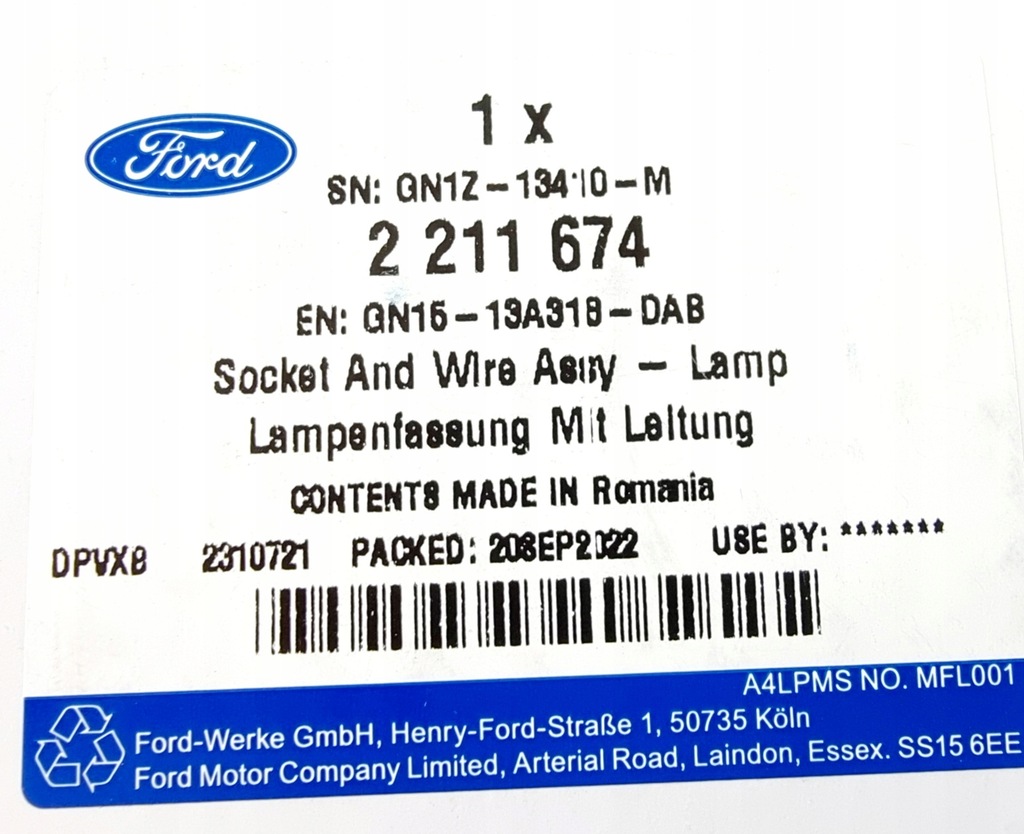 Ford
1 x
SN: GN1Z-13410-M
2 211 674
EN: GN15-13A318-DAB
Socket And Wire Assy - Lamp
Lampenfassung Mit Leitung
CONTENTS MADE IN Romania
DPVX8 2310721 PACKED: 20SEP2022 USE BY: *******
A4LPMS NO. MFL001
Ford-Werke GmbH, Henry-Ford-Straße 1, 50735 Köln
Ford Motor Company Limited, Arterial Road, Laindon, Essex. SS15 6EE